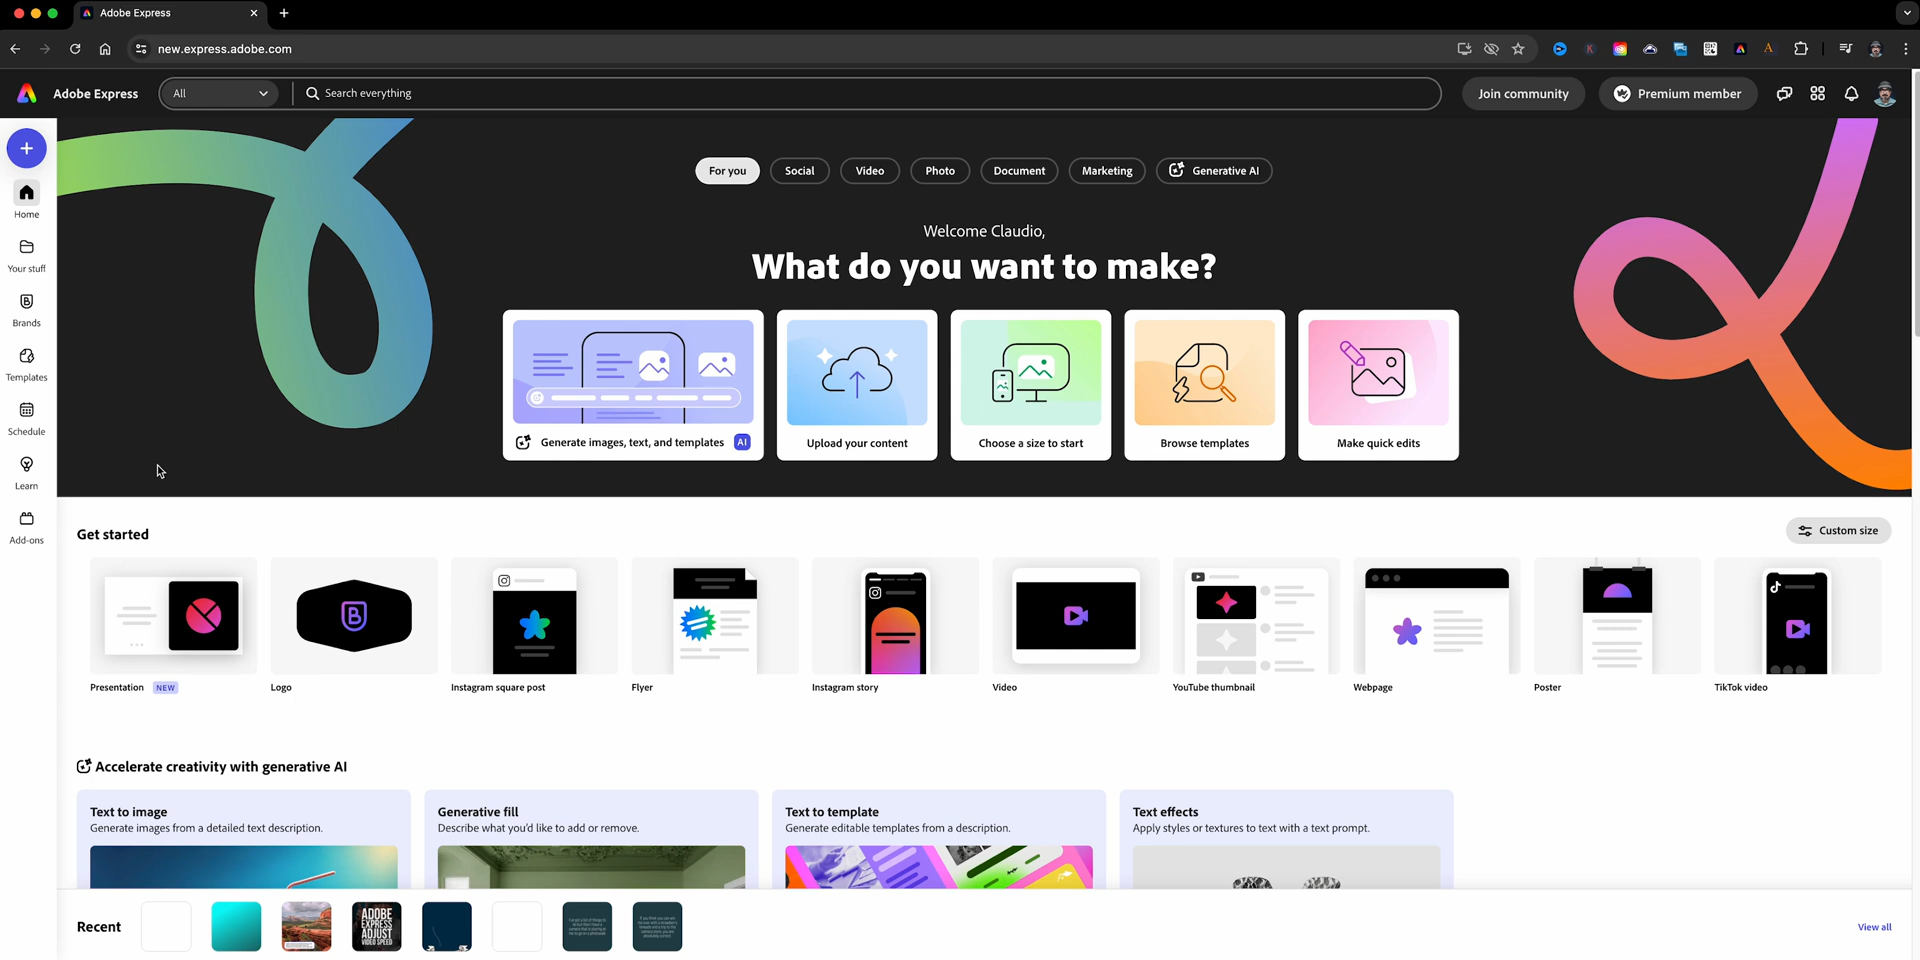 Adobe Express
new.express.adobe.com
Adobe Express
All
Search everything
Join community
Premium member
Home
Your stuff
Brands
Templates
Schedule
Learn
Add-ons
For you
Social
Video
Photo
Document
Marketing
Generative AI
Welcome Claudio,
What do you want to make?
Generate images, text, and templates AI
Upload your content
Choose a size to start
Browse templates
Make quick edits
Get started
Custom size
Presentation NEW
Logo
Instagram square post
Flyer
Instagram story
Video
YouTube thumbnail
Webpage
Poster
TikTok video
Accelerate creativity with generative AI
Text to image
Generate images from a detailed text description.
Generative fill
Describe what you'd like to add or remove.
Text to template
Generate editable templates from a description.
Text effects
Apply styles or textures to text with a text prompt.
Recent
ADOBE
EXPRESS
ADJUST
VIDEO SPEED
View all